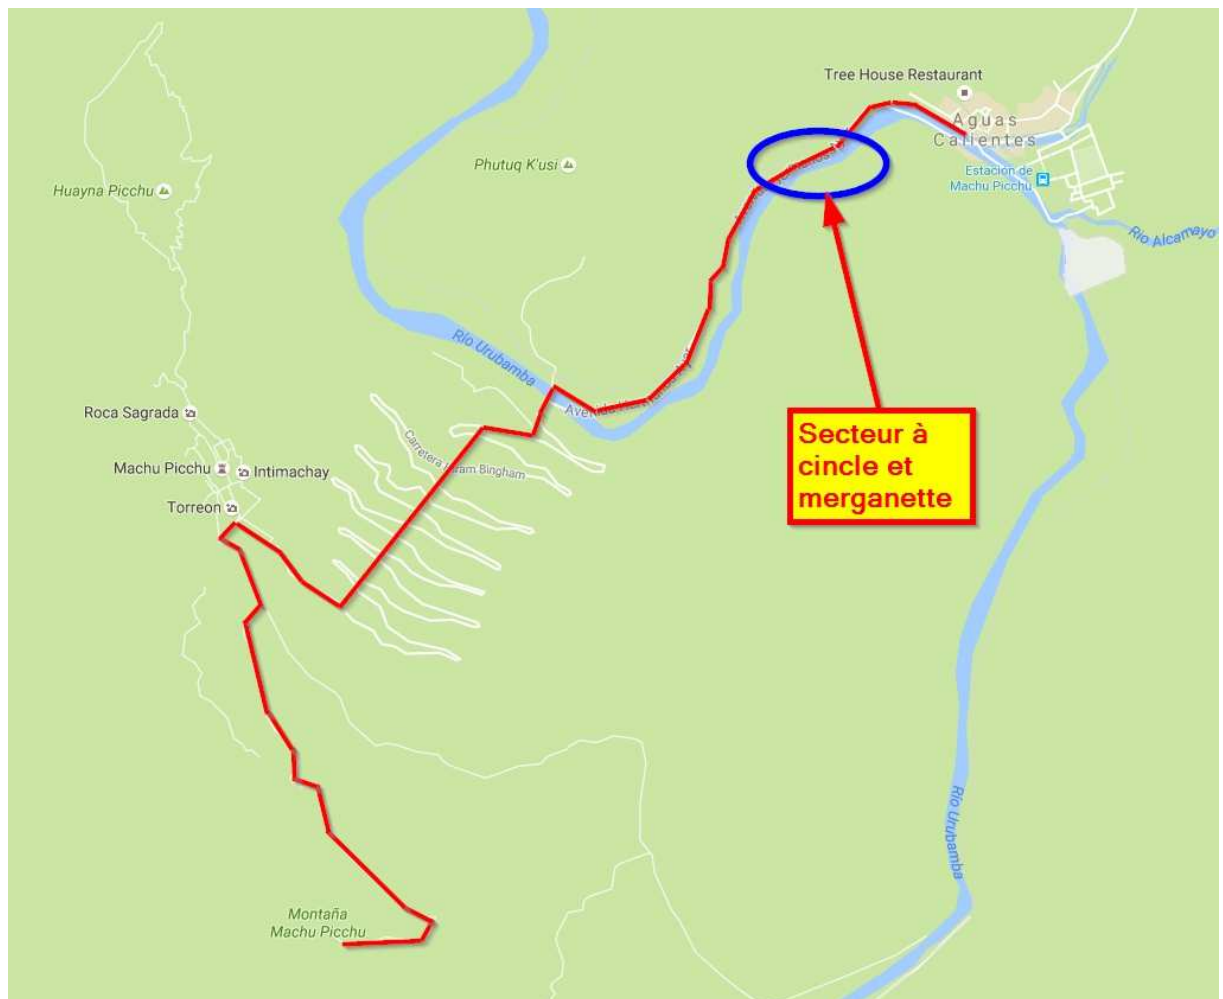 Tree House Restaurant
Aguas
Calientes
Estación de
Machu Picchu
Río Alcamayo
Phutuq K'usi
Huayna Picchu
Río Urubamba
Avenida
Carretera Hiram Bingham
Roca Sagrada
Machu Picchu
Intimachay
Torreon
Secteur à
cincle et
merganette
Río Urubamba
Montaña
Machu Picchu